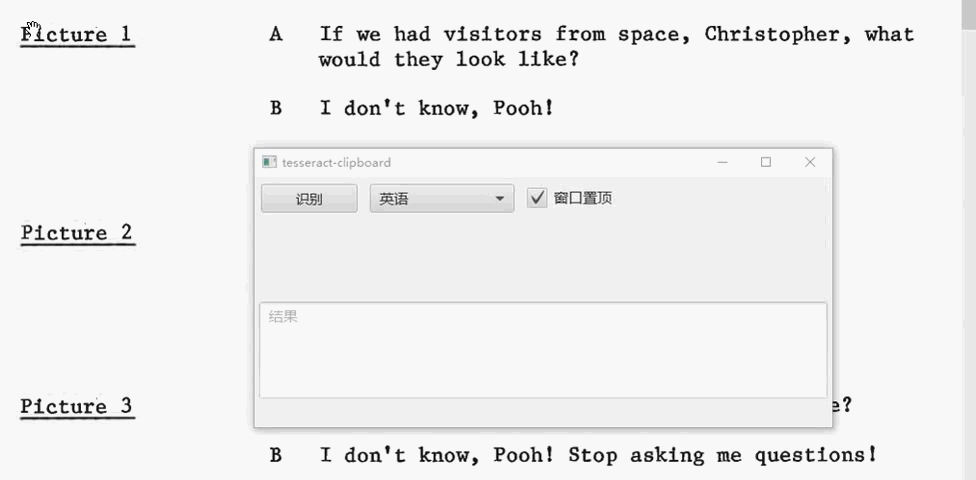 Picture 1
A If we had visitors from space, Christopher, what
would they look like?
B I don't know, Pooh!
tesseract-clipboard
识别 英语 窗口置顶
Picture 2
结果
Picture 3
e?
B I don't know, Pooh! Stop asking me questions!